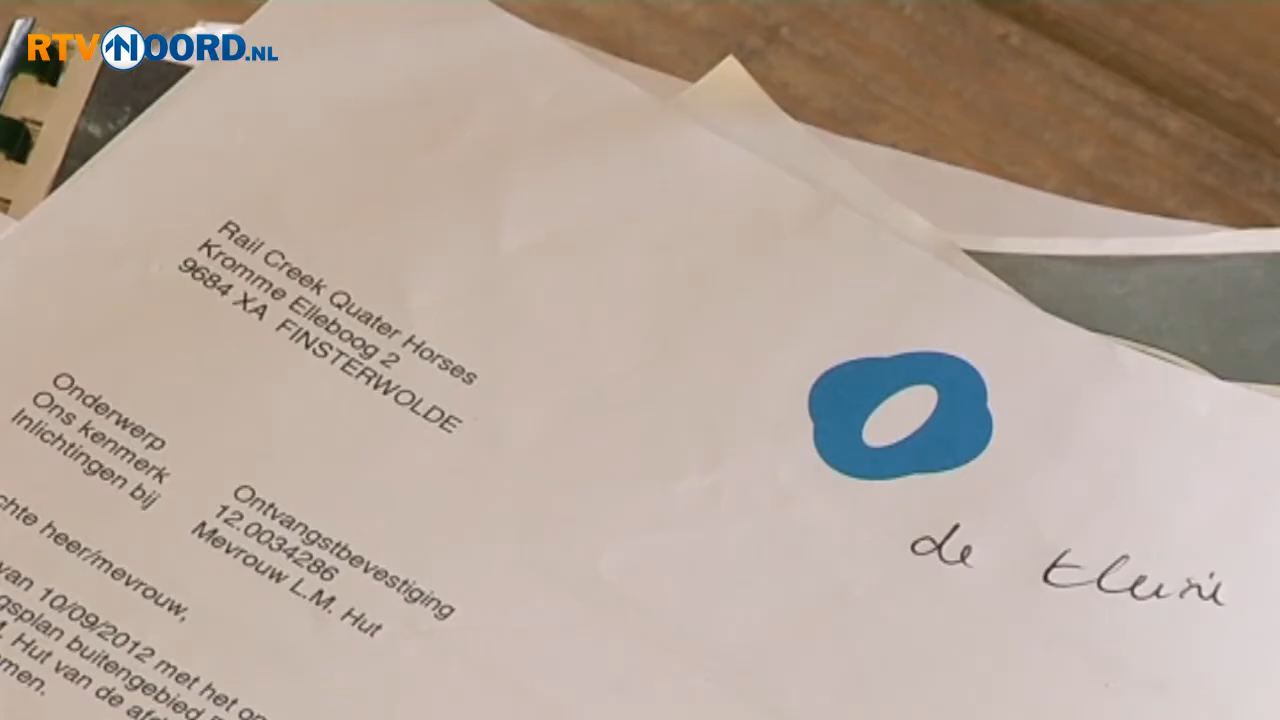 RTVNOORD.NL
Rail Creek Quater Horses
Kromme Elleboog 2
9684 XA FINSTERWOLDE
Onderwerp
Ons kenmerk
Inlichtingen bij
Ontvangstbevestiging
12.0034286
Mevrouw L.M. Hut
chte heer/mevrouw,
van 10/09/2012 met het
gsplan buitengebied
Hut van de
men.
de